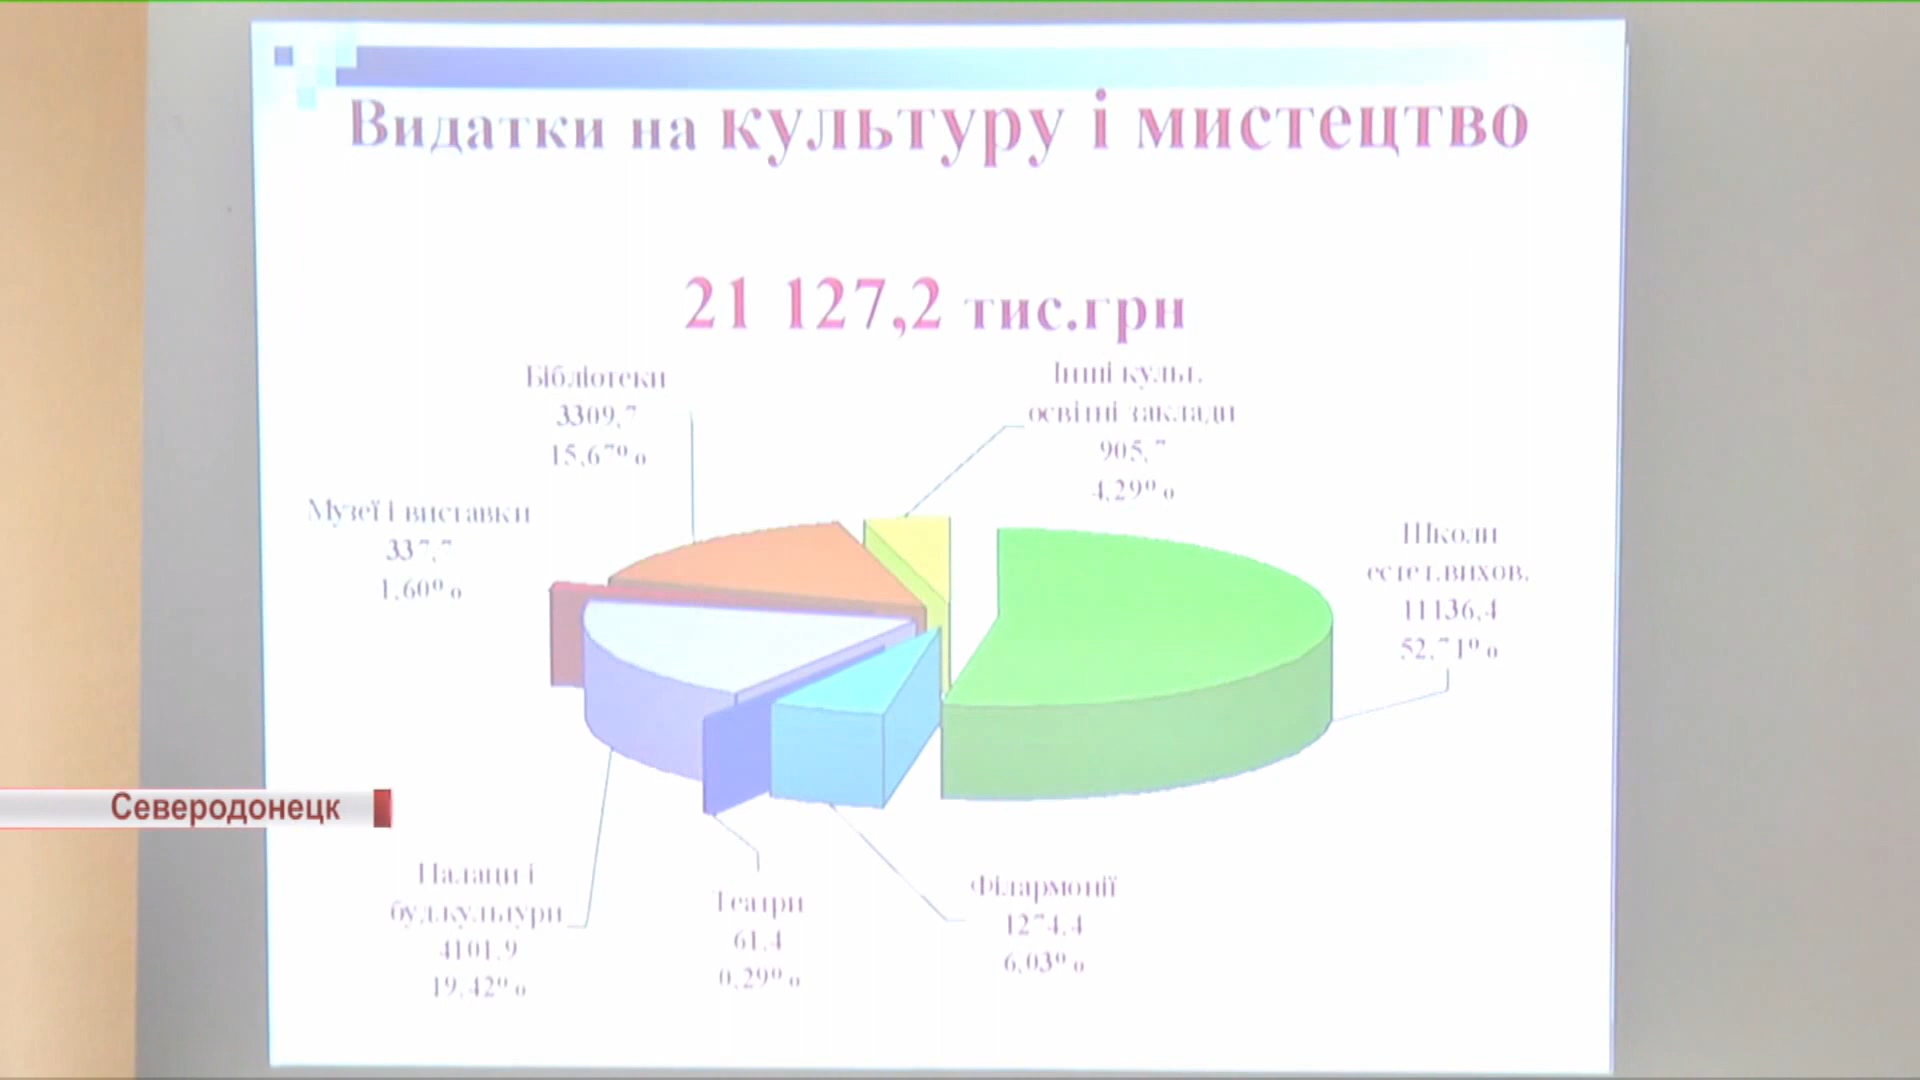 Видатки на культуру і мистецтво
21 127,2 тис.грн
Бібліотеки
3309,7
15,67%
Інші культ.
освітні заклади
905,7
4,29%
Музеї і виставки
337,7
1,60%
Школи
естет.вихов.
11136,4
52,71%
Северодонецк
Палаци і
буд.культури
4101,9
19,42%
Театри
61,4
0,29%
Філармонії
1274,4
6,03%